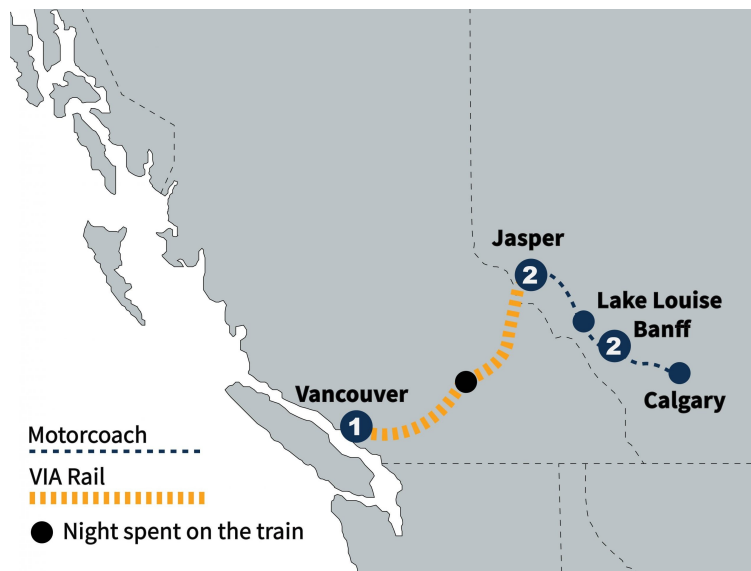 Jasper
2
Lake Louise
Banff
2
Calgary
Vancouver
1
Motorcoach
VIA Rail
Night spent on the train